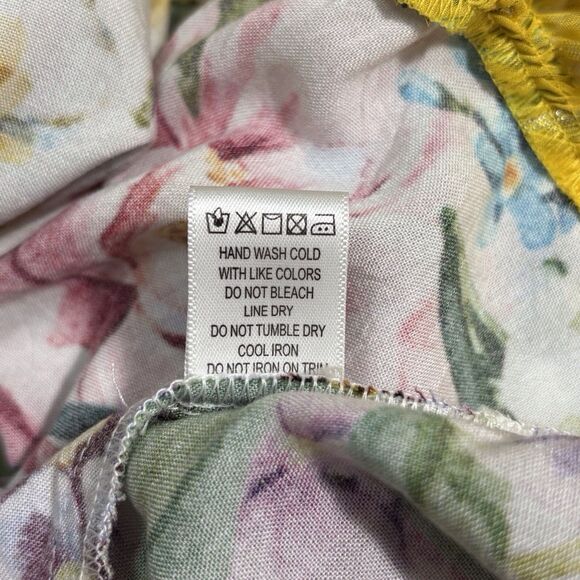 HAND WASH COLD
WITH LIKE COLORS
DO NOT BLEACH
LINE DRY
DO NOT TUMBLE DRY
COOL IRON
DO NOT IRON ON TRIM